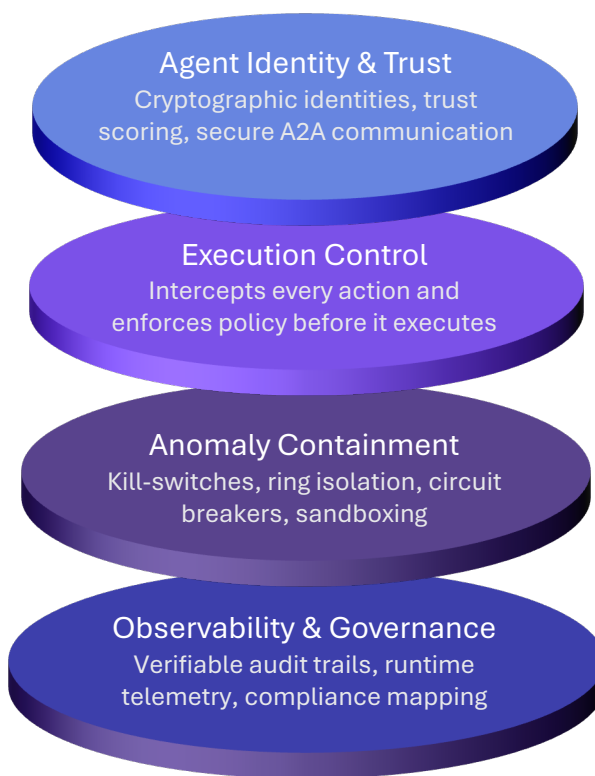 Agent Identity & Trust
Cryptographic identities, trust
scoring, secure A2A communication
Execution Control
Intercepts every action and
enforces policy before it executes
Anomaly Containment
Kill-switches, ring isolation, circuit
breakers, sandboxing
Observability & Governance
Verifiable audit trails, runtime
telemetry, compliance mapping